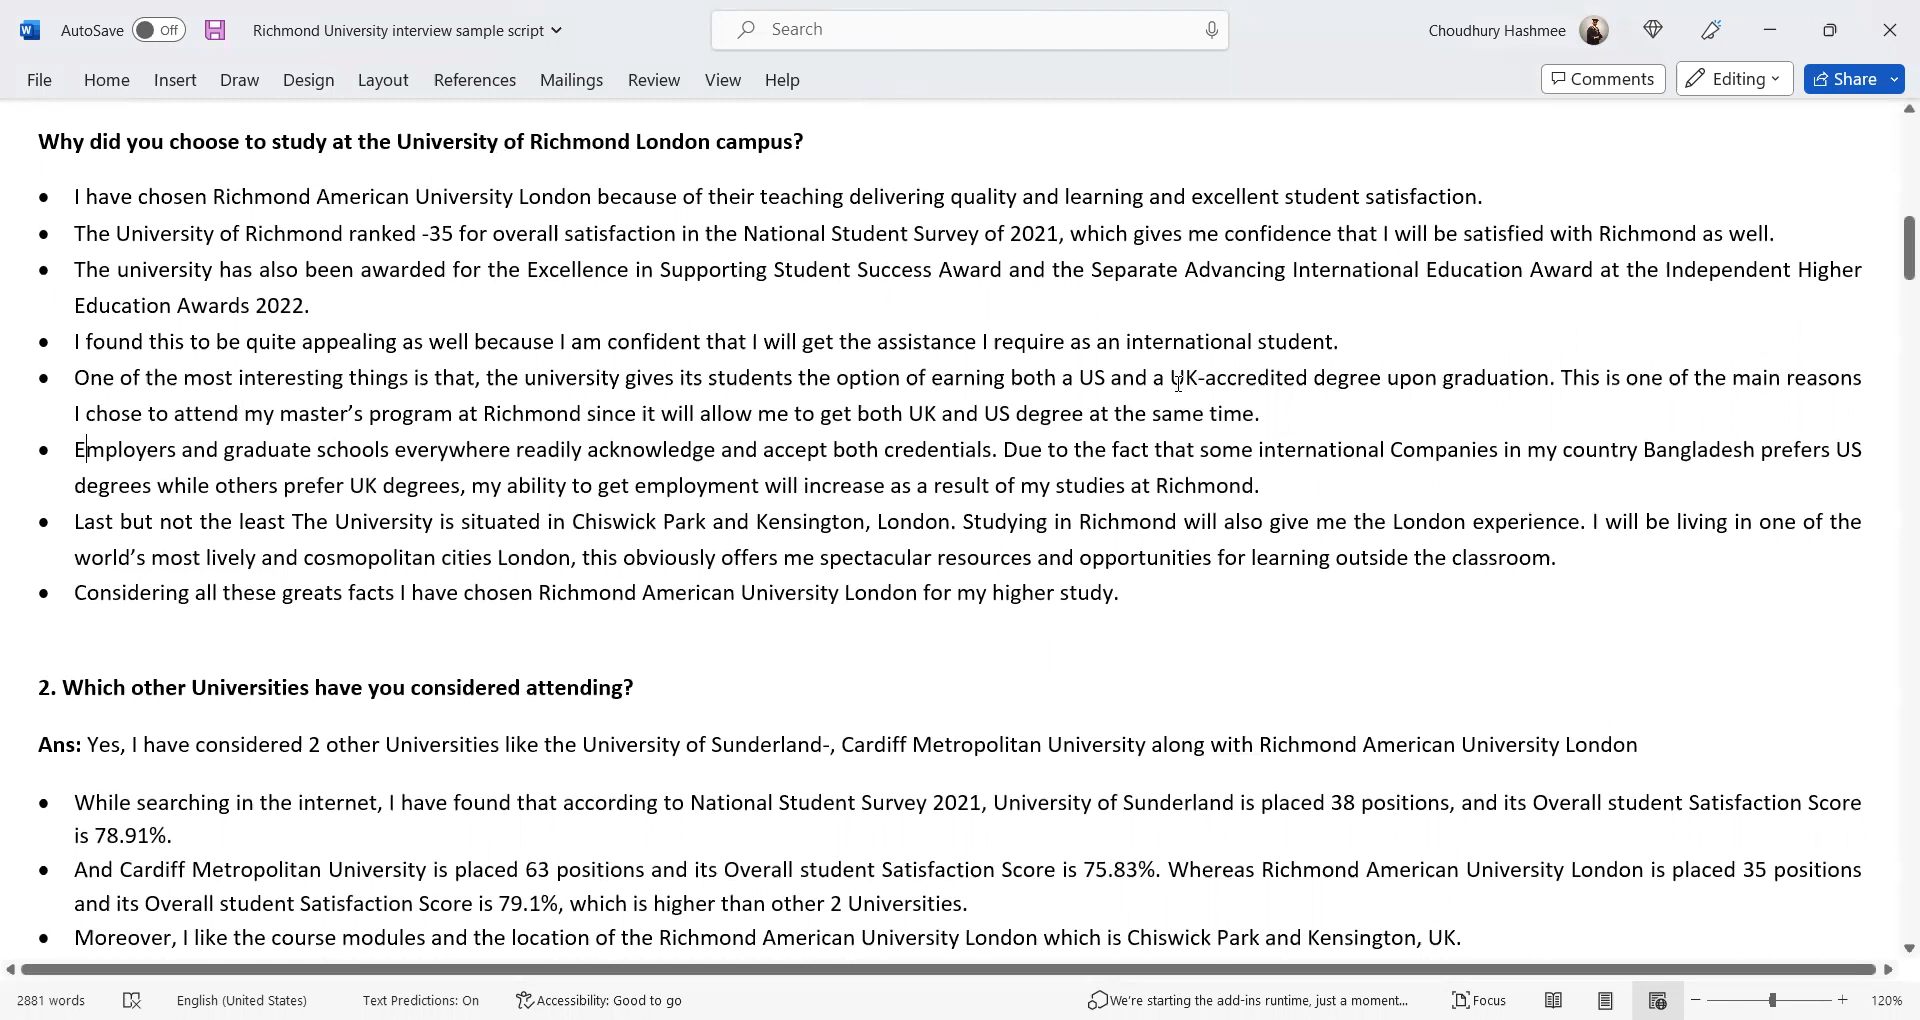 AutoSave Off Richmond University interview sample script Search Choudhury Hashmee
File Home Insert Draw Design Layout References Mailings Review View Help Comments Editing Share
Why did you choose to study at the University of Richmond London campus?
• I have chosen Richmond American University London because of their teaching delivering quality and learning and excellent student satisfaction.
• The University of Richmond ranked -35 for overall satisfaction in the National Student Survey of 2021, which gives me confidence that I will be satisfied with Richmond as well.
• The university has also been awarded for the Excellence in Supporting Student Success Award and the Separate Advancing International Education Award at the Independent Higher
Education Awards 2022.
• I found this to be quite appealing as well because I am confident that I will get the assistance I require as an international student.
• One of the most interesting things is that, the university gives its students the option of earning both a US and a UK-accredited degree upon graduation. This is one of the main reasons
I chose to attend my master’s program at Richmond since it will allow me to get both UK and US degree at the same time.
• Employers and graduate schools everywhere readily acknowledge and accept both credentials. Due to the fact that some international Companies in my country Bangladesh prefers US
degrees while others prefer UK degrees, my ability to get employment will increase as a result of my studies at Richmond.
• Last but not the least The University is situated in Chiswick Park and Kensington, London. Studying in Richmond will also give me the London experience. I will be living in one of the
world’s most lively and cosmopolitan cities London, this obviously offers me spectacular resources and opportunities for learning outside the classroom.
• Considering all these greats facts I have chosen Richmond American University London for my higher study.
2. Which other Universities have you considered attending?
Ans: Yes, I have considered 2 other Universities like the University of Sunderland-, Cardiff Metropolitan University along with Richmond American University London
• While searching in the internet, I have found that according to National Student Survey 2021, University of Sunderland is placed 38 positions, and its Overall student Satisfaction Score
is 78.91%.
• And Cardiff Metropolitan University is placed 63 positions and its Overall student Satisfaction Score is 75.83%. Whereas Richmond American University London is placed 35 positions
and its Overall student Satisfaction Score is 79.1%, which is higher than other 2 Universities.
• Moreover, I like the course modules and the location of the Richmond American University London which is Chiswick Park and Kensington, UK.
2881 words English (United States) Text Predictions: On Accessibility: Good to go We're starting the add-ins runtime, just a moment... Focus 120%